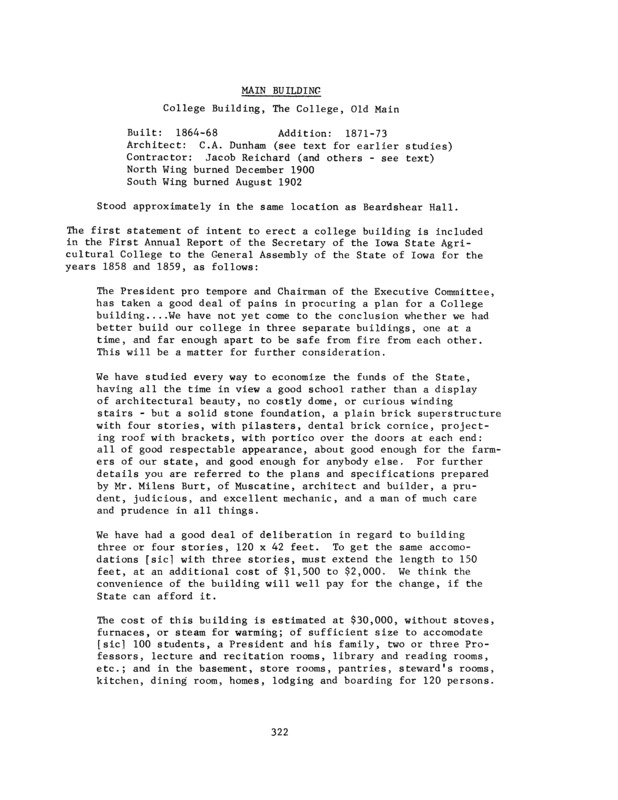 MAIN BUILDING
College Building, The College, Old Main
Built: 1864-68 Addition: 1871-73
Architect: C.A. Dunham (see text for earlier studies)
Contractor: Jacob Reichard (and others - see text)
North Wing burned December 1900
South Wing burned August 1902
Stood approximately in the same location as Beardshear Hall.
The first statement of intent to erect a college building is included
in the First Annual Report of the Secretary of the Iowa State Agri-
cultural College to the General Assembly of the State of Iowa for the
years 1858 and 1859, as follows:
The President pro tempore and Chairman of the Executive Committee,
has taken a good deal of pains in procuring a plan for a College
building....We have not yet come to the conclusion whether we had
better build our college in three separate buildings, one at a
time, and far enough apart to be safe from fire from each other.
This will be a matter for further consideration.
We have studied every way to economize the funds of the State,
having all the time in view a good school rather than a display
of architectural beauty, no costly dome, or curious winding
stairs - but a solid stone foundation, a plain brick superstructure
with four stories, with pilasters, dental brick cornice, project-
ing roof with brackets, with portico over the doors at each end:
all of good respectable appearance, about good enough for the farm-
ers of our state, and good enough for anybody else. For further
details you are referred to the plans and specifications prepared
by Mr. Milens Burt, of Muscatine, architect and builder, a pru-
dent, judicious, and excellent mechanic, and a man of much care
and prudence in all things.
We have had a good deal of deliberation in regard to building
three or four stories, 120 x 42 feet. To get the same accomo-
dations [sic] with three stories, must extend the length to 150
feet, at an additional cost of $1,500 to $2,000. We think the
convenience of the building will well pay for the change, if the
State can afford it.
The cost of this building is estimated at $30,000, without stoves,
furnaces, or steam for warming; of sufficient size to accomodate
[sic] 100 students, a President and his family, two or three Pro-
fessors, lecture and recitation rooms, library and reading rooms,
etc.; and in the basement, store rooms, pantries, steward's rooms,
kitchen, dining room, homes, lodging and boarding for 120 persons.
322